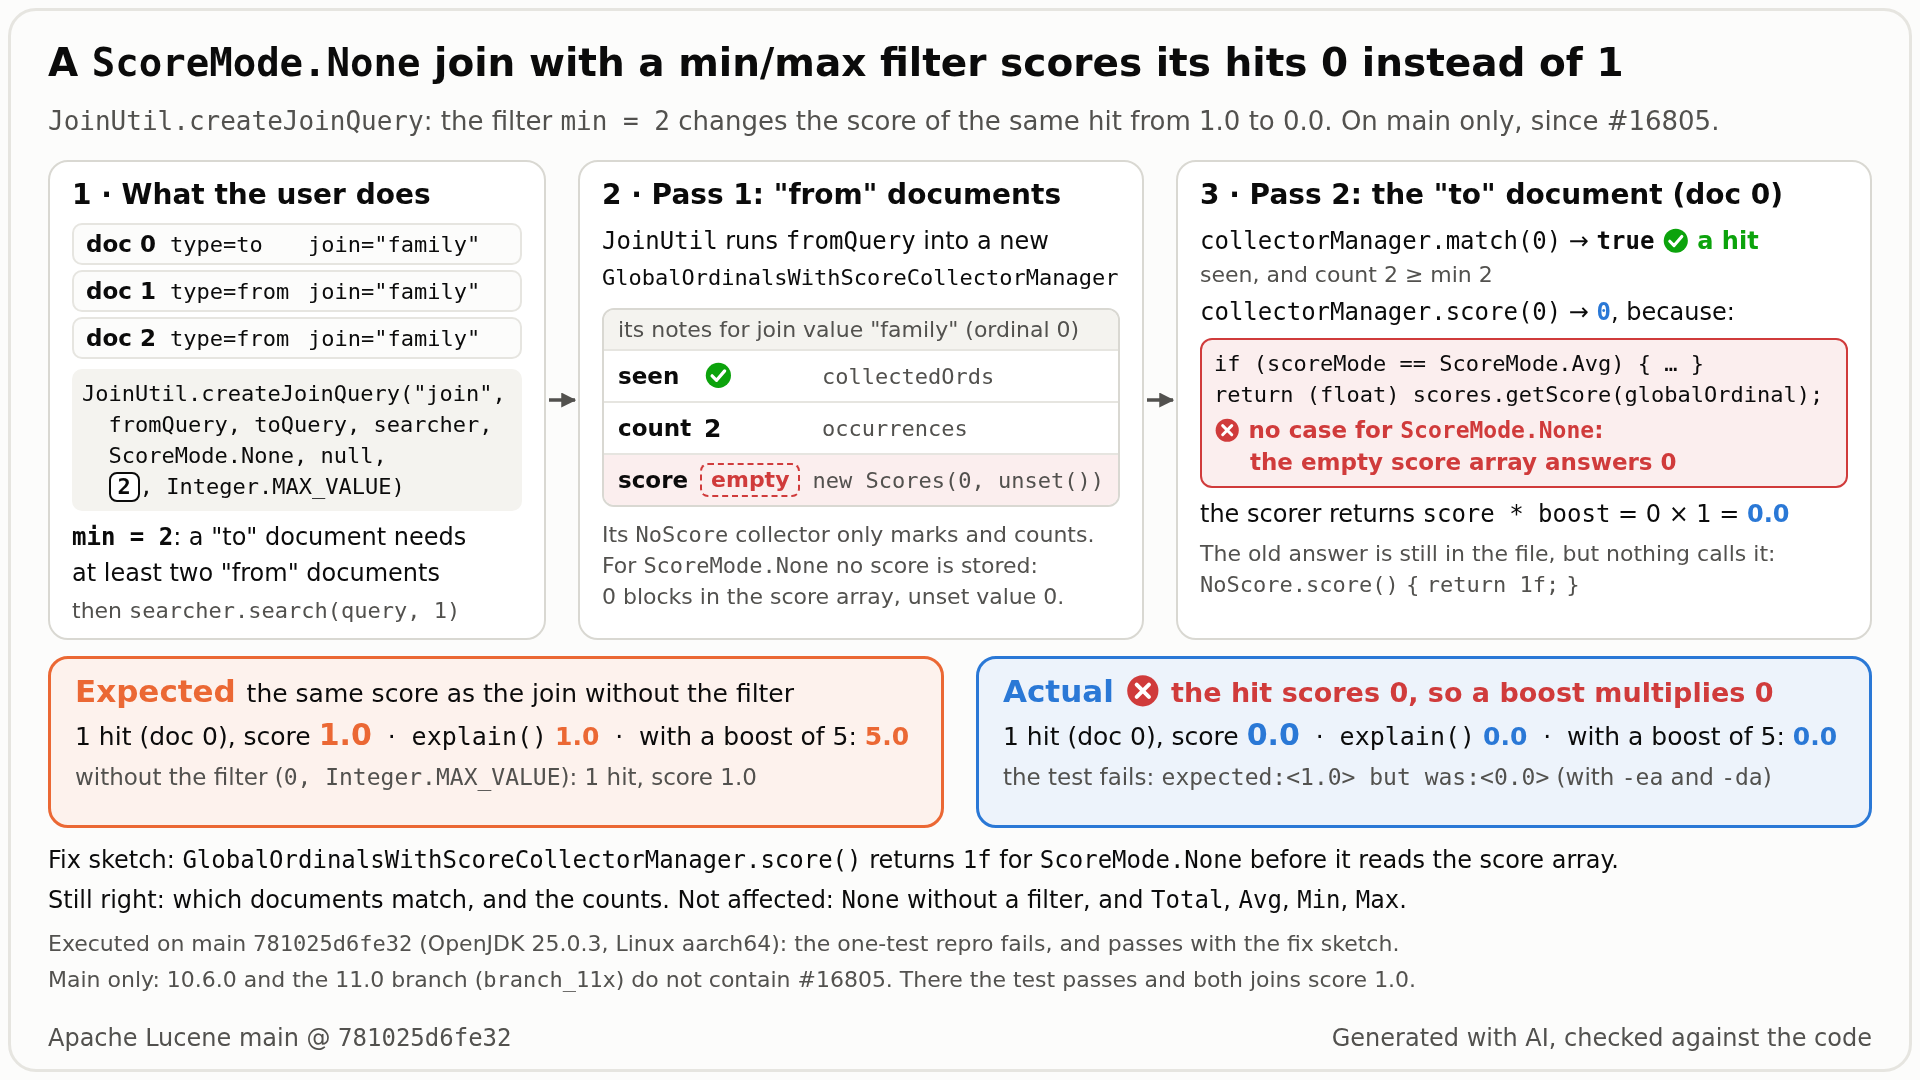 A ScoreMode.None join with a min/max filter scores its hits 0 instead of 1
JoinUtil.createJoinQuery: the filter min = 2 changes the score of the same hit from 1.0 to 0.0. On main only, since #16805.
1 · What the user does
doc 0 type=to join="family"
doc 1 type=from join="family"
doc 2 type=from join="family"
JoinUtil.createJoinQuery("join",
fromQuery, toQuery, searcher,
ScoreMode.None, null,
2, Integer.MAX_VALUE)
min = 2: a "to" document needs
at least two "from" documents
then searcher.search(query, 1)
2 · Pass 1: "from" documents
JoinUtil runs fromQuery into a new
GlobalOrdinalsWithScoreCollectorManager
its notes for join value "family" (ordinal 0)
seen collectedOrds
count 2 occurrences
score empty new Scores(0, unset())
Its NoScore collector only marks and counts.
For ScoreMode.None no score is stored:
0 blocks in the score array, unset value 0.
3 · Pass 2: the "to" document (doc 0)
collectorManager.match(0) → true a hit
seen, and count 2 ≥ min 2
collectorManager.score(0) → 0, because:
if (scoreMode == ScoreMode.Avg) { … }
return (float) scores.getScore(globalOrdinal);
no case for ScoreMode.None:
the empty score array answers 0
the scorer returns score * boost = 0 × 1 = 0.0
The old answer is still in the file, but nothing calls it:
NoScore.score() { return 1f; }
Expected the same score as the join without the filter
1 hit (doc 0), score 1.0 · explain() 1.0 · with a boost of 5: 5.0
without the filter (0, Integer.MAX_VALUE): 1 hit, score 1.0
Actual the hit scores 0, so a boost multiplies 0
1 hit (doc 0), score 0.0 · explain() 0.0 · with a boost of 5: 0.0
the test fails: expected:<1.0> but was:<0.0> (with -ea and -da)
Fix sketch: GlobalOrdinalsWithScoreCollectorManager.score() returns 1f for ScoreMode.None before it reads the score array.
Still right: which documents match, and the counts. Not affected: None without a filter, and Total, Avg, Min, Max.
Executed on main 781025d6fe32 (OpenJDK 25.0.3, Linux aarch64): the one-test repro fails, and passes with the fix sketch.
Main only: 10.6.0 and the 11.0 branch (branch_11x) do not contain #16805. There the test passes and both joins score 1.0.
Apache Lucene main @ 781025d6fe32
Generated with AI, checked against the code